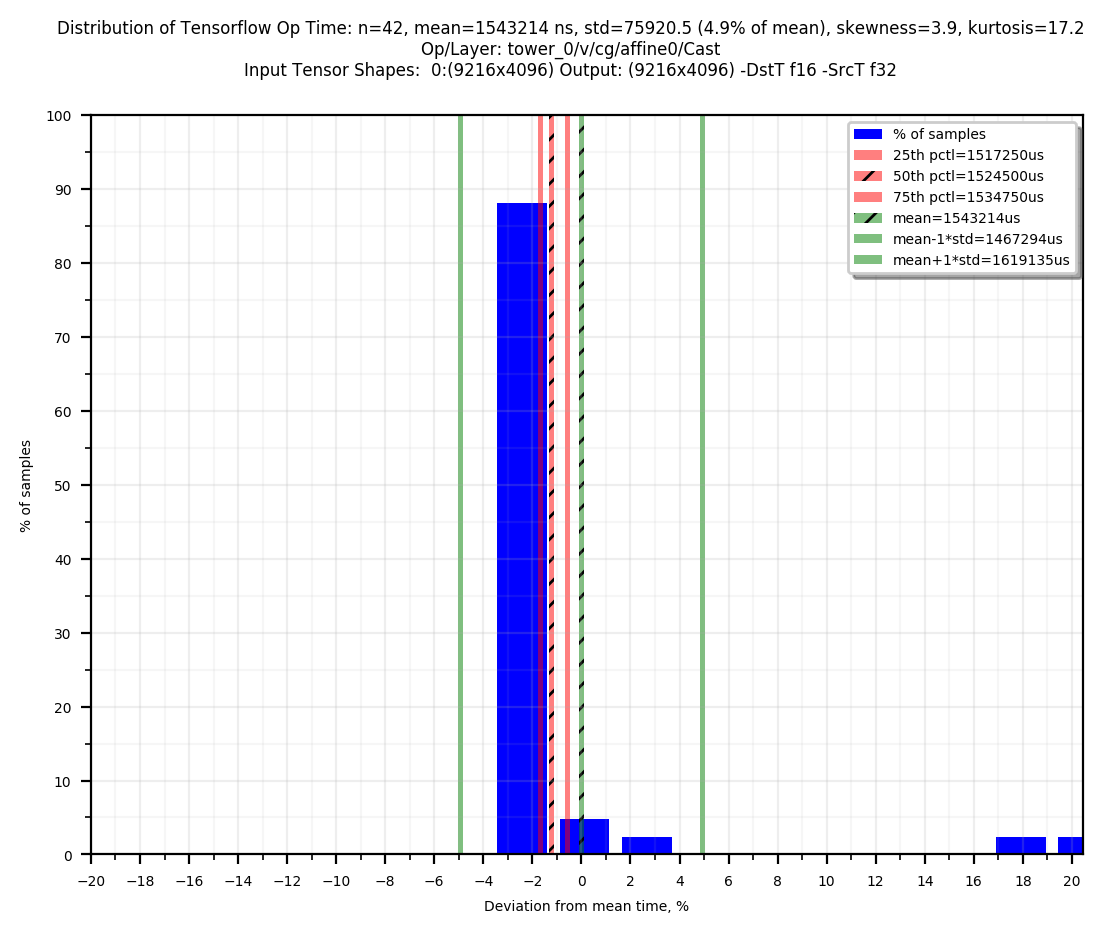 Distribution of Tensorflow Op Time: n=42, mean=1543214 ns, std=75920.5 (4.9% of mean), skewness=3.9, kurtosis=17.2
Op/Layer: tower_0/v/cg/affine0/Cast
Input Tensor Shapes:  0:(9216x4096) Output: (9216x4096) -DstT f16 -SrcT f32
% of samples
25th pctl=1517250us
50th pctl=1524500us
75th pctl=1534750us
mean=1543214us
mean-1*std=1467294us
mean+1*std=1619135us
100
90
80
70
60
50
40
30
20
10
0
% of samples
−20 −18 −16 −14 −12 −10 −8 −6 −4 −2 0 2 4 6 8 10 12 14 16 18 20
Deviation from mean time, %